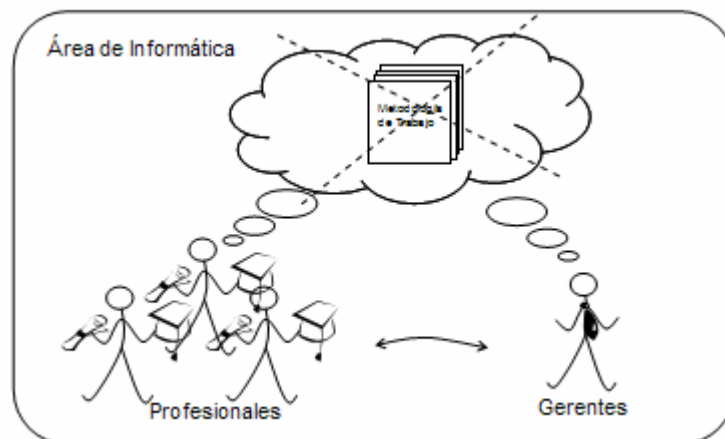 Área de Informática
Metodología
de Trabajo
Profesionales
Gerentes